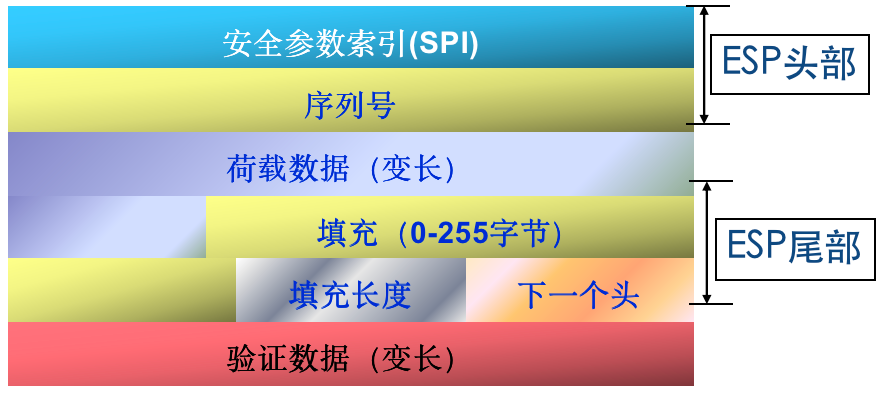 安全参数索引(SPI)
ESP头部
序列号
荷载数据（变长）
填充（0-255字节）
ESP尾部
填充长度
下一个头
验证数据（变长）